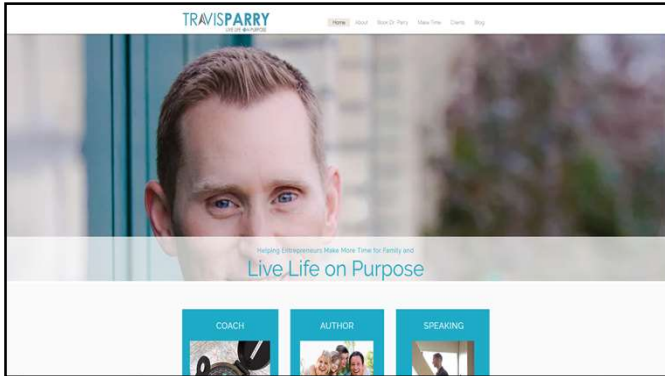 TRAVISPARRY
LIVE LIFE ON PURPOSE
Home About Book Dr. Parry Make Time Clients Blog
Helping Entrepreneurs Make More Time for Family and
Live Life on Purpose
COACH AUTHOR SPEAKING